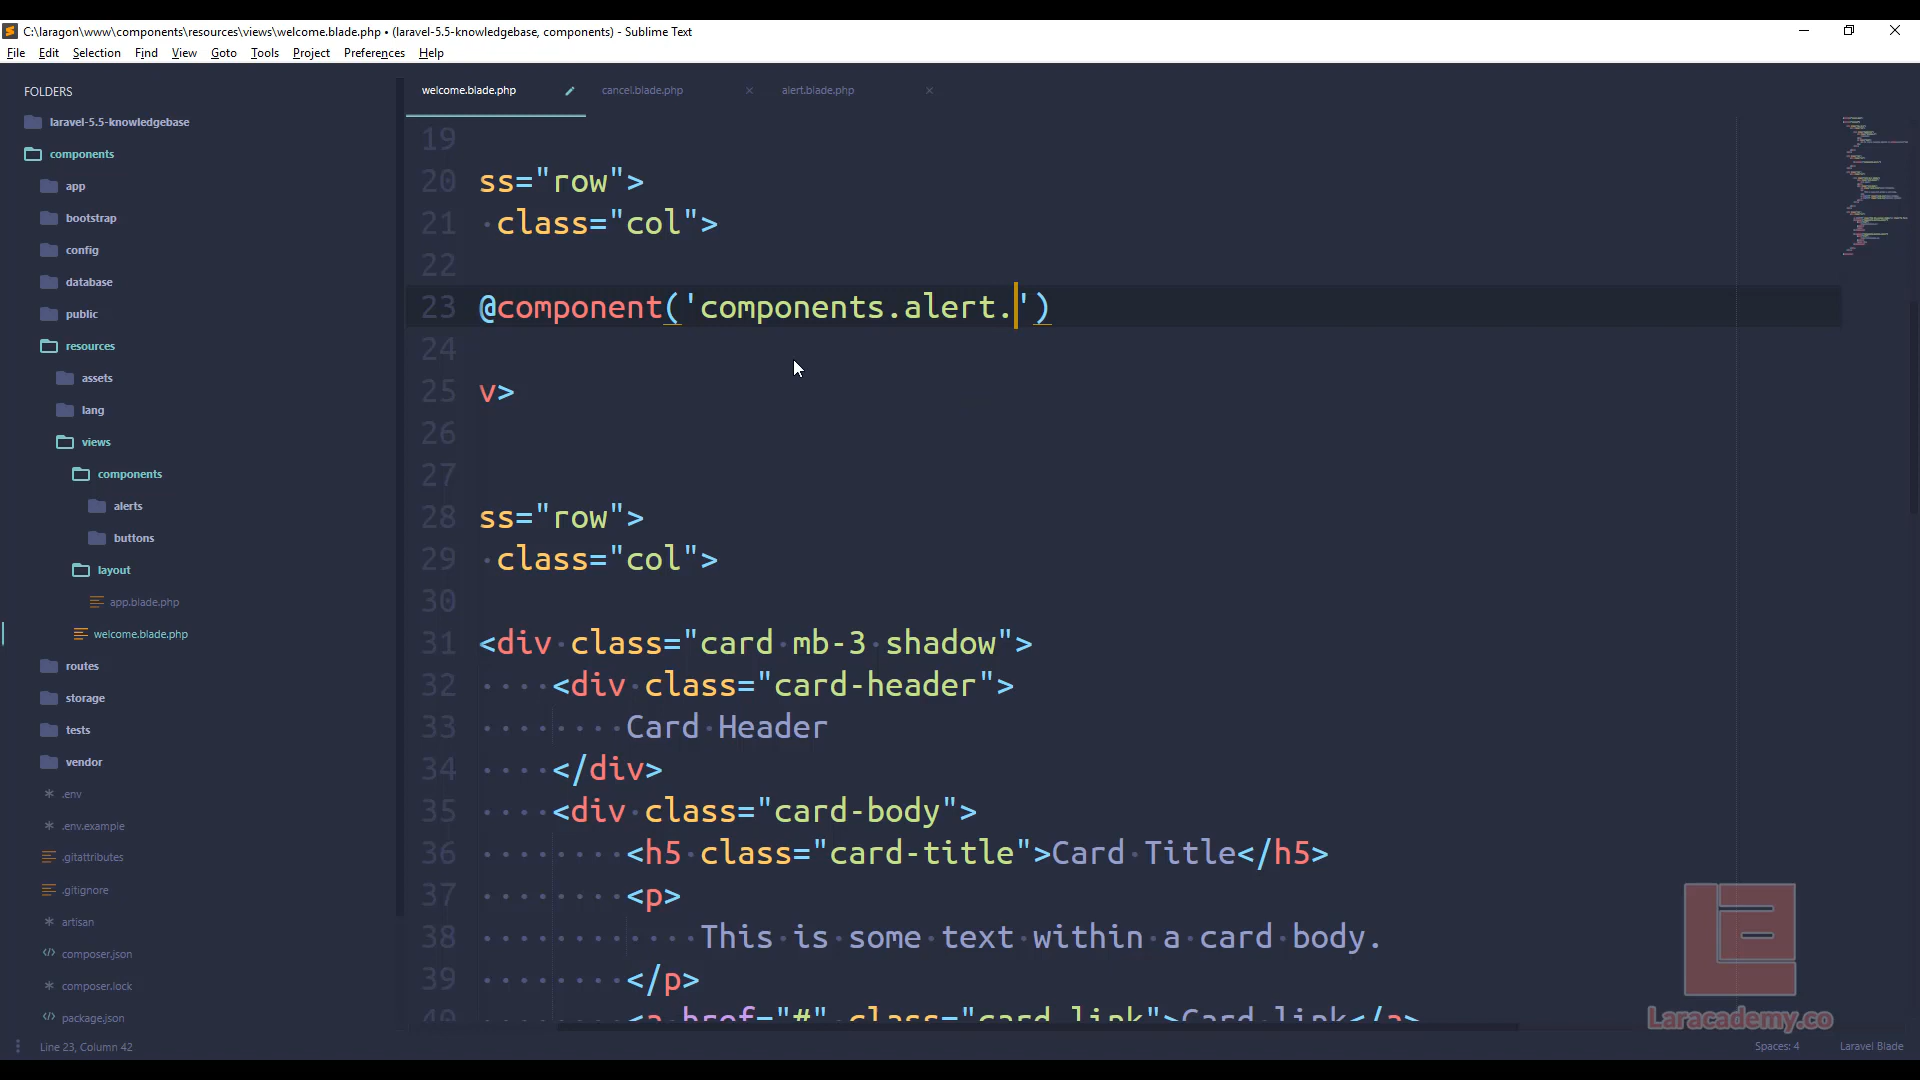 C:\laragon\www\components\resources\views\welcome.blade.php • (laravel-5.5-knowledgebase, components) - Sublime Text
File Edit Selection Find View Goto Tools Project Preferences Help
FOLDERS
laravel-5.5-knowledgebase
components
app
bootstrap
config
database
public
resources
assets
lang
views
components
alerts
buttons
layout
app.blade.php
welcome.blade.php
routes
storage
tests
vendor
.env
.env.example
.gitattributes
.gitignore
artisan
composer.json
composer.lock
package.json
welcome.blade.php cancel.blade.php alert.blade.php
19
20 ss="row">
21 class="col">
22
23 @component('components.alert.')
24
25 v>
26
27
28 ss="row">
29 class="col">
30
31 <div class="card mb-3 shadow">
32 <div class="card-header">
33 Card Header
34 </div>
35 <div class="card-body">
36 <h5 class="card-title">Card Title</h5>
37 <p>
38 This is some text within a card body.
39 </p>
40 <a href="#" class="card-link">Card link</a>
Laracademy.co
Line 23, Column 42 Spaces: 4 Laravel Blade